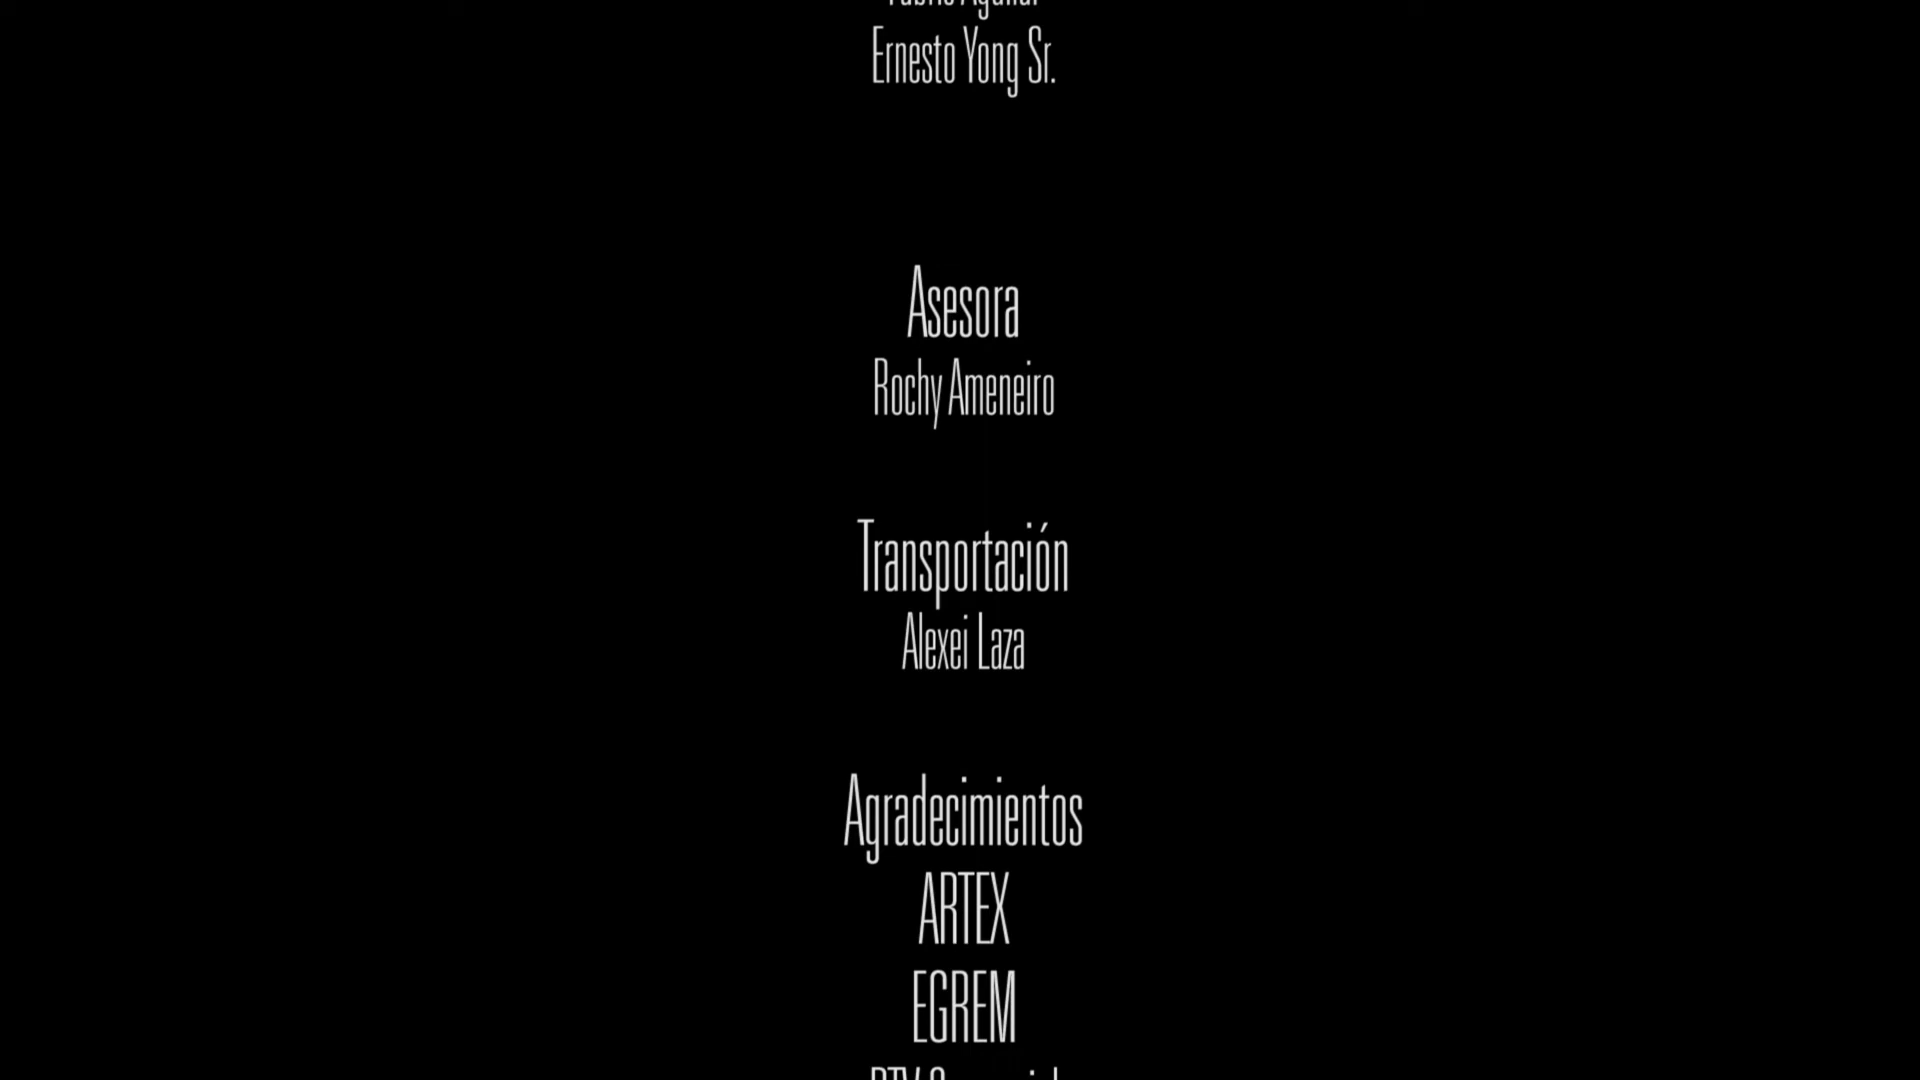 Ernesto Yong Sr.
Asesora
Rochy Ameneiro
Transportación
Alexei Laza
Agradecimientos
ARTEX
EGREM